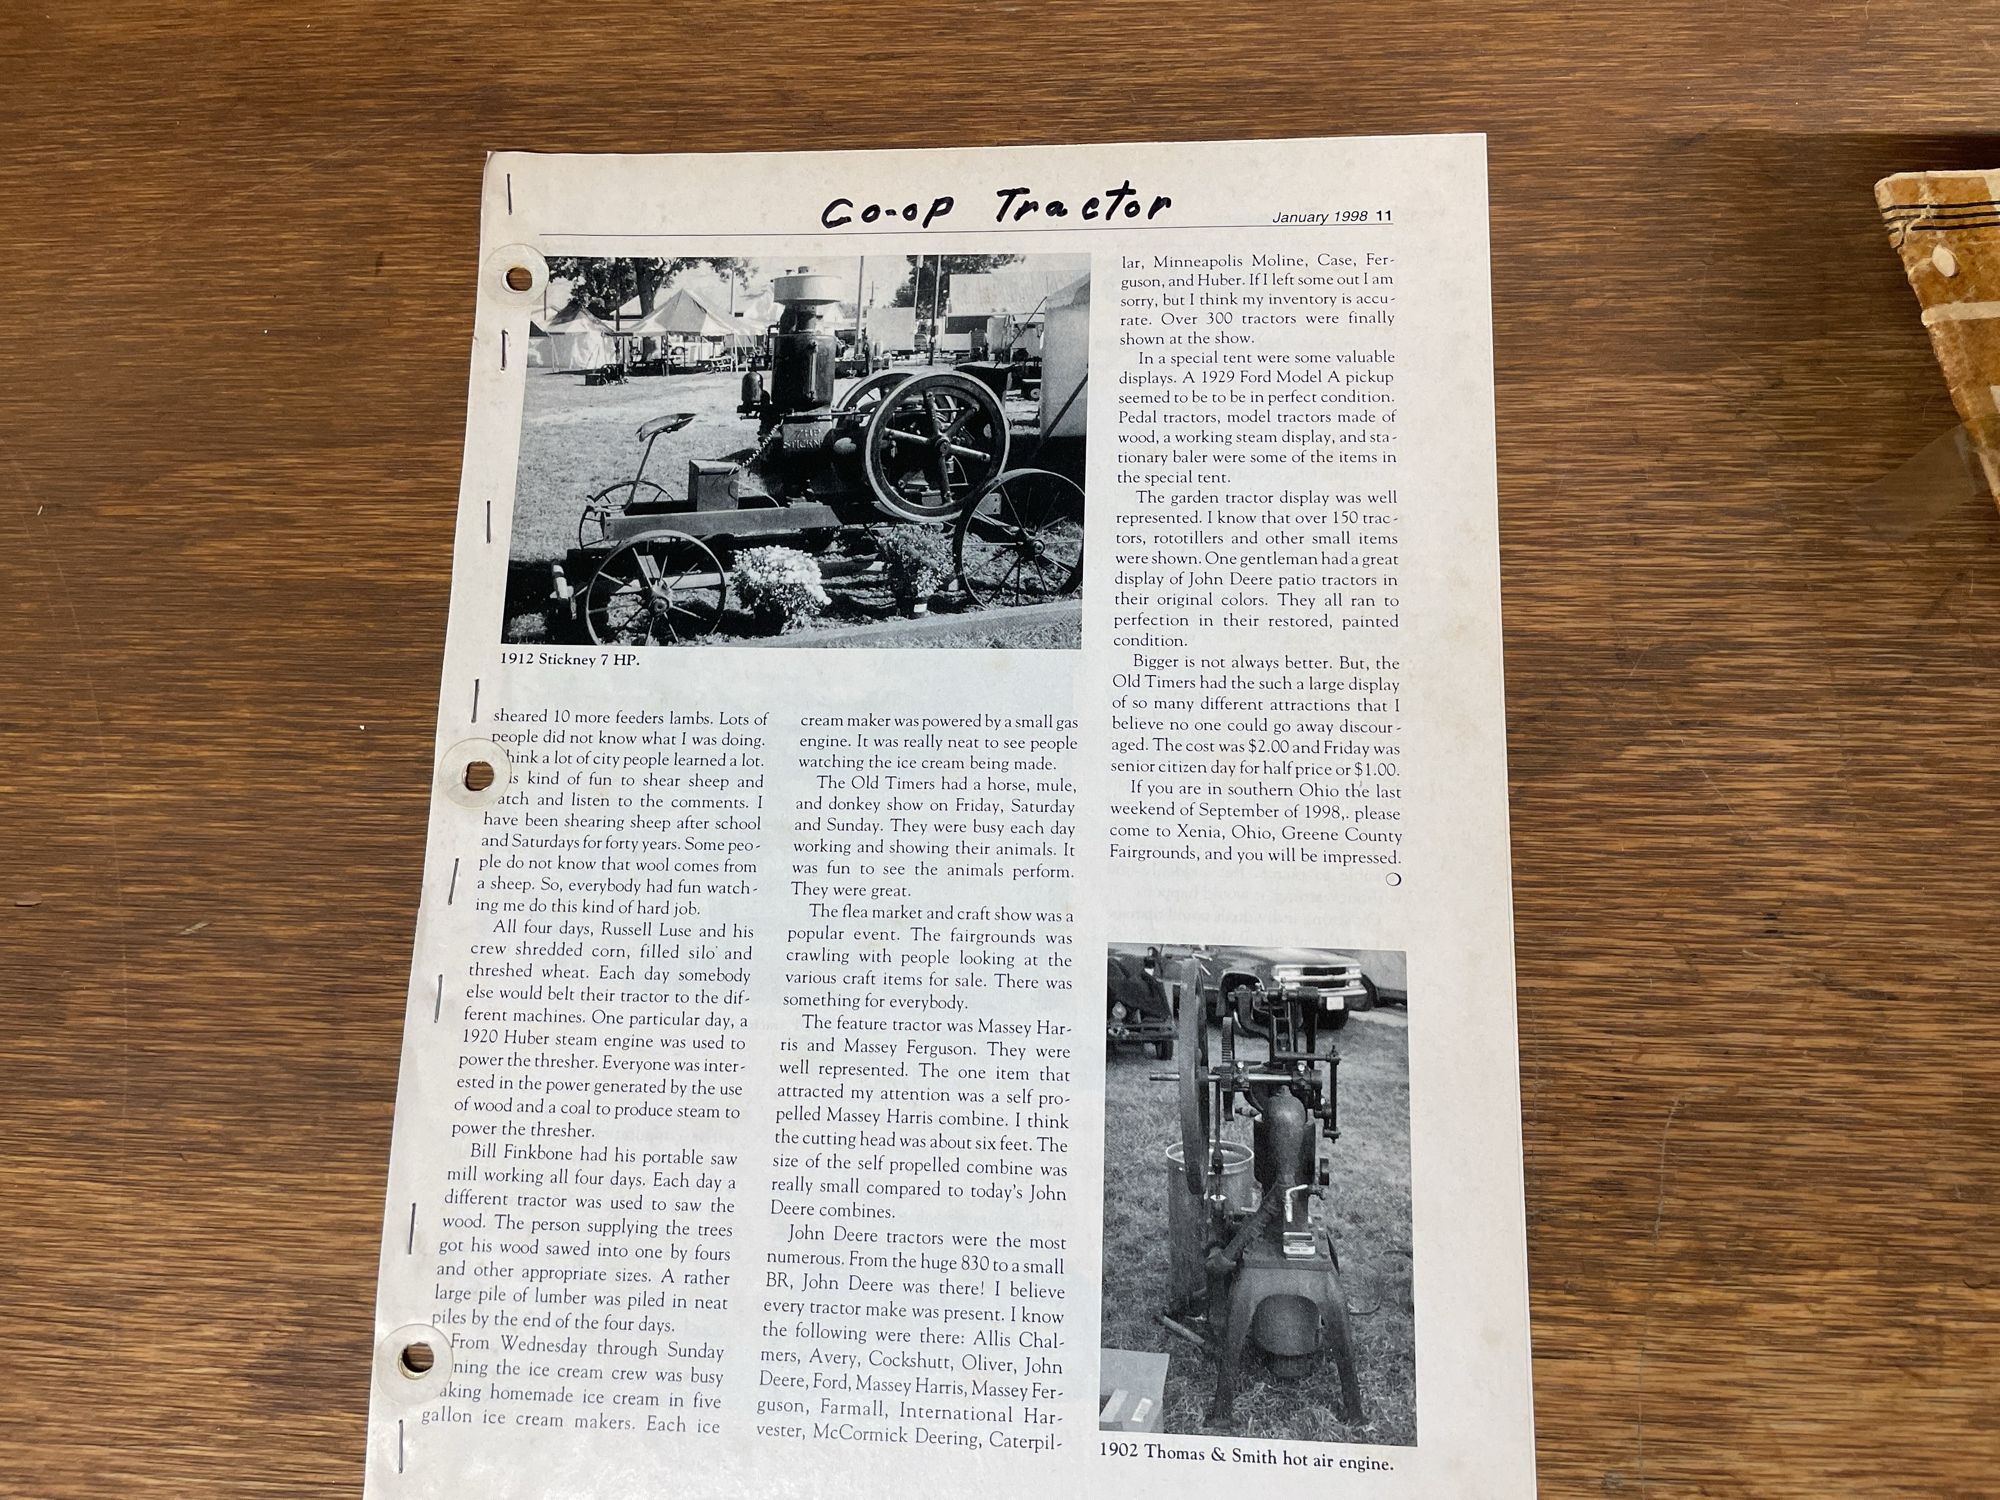 Co-op Tractor
January 1998 11
7 HP
STICKN
1912 Stickney 7 HP.
sheared 10 more feeders lambs. Lots of
people did not know what I was doing.
hink a lot of city people learned a lot.
is kind of fun to shear sheep and
atch and listen to the comments. I
have been shearing sheep after school
and Saturdays for forty years. Some peo-
ple do not know that wool comes from
a sheep. So, everybody had fun watch-
ing me do this kind of hard job.
All four days, Russell Luse and his
crew shredded corn, filled silo and
threshed wheat. Each day somebody
else would belt their tractor to the dif-
ferent machines. One particular day, a
1920 Huber steam engine was used to
power the thresher. Everyone was inter-
ested in the power generated by the use
of wood and a coal to produce steam to
power the thresher.
Bill Finkbone had his portable saw
mill working all four days. Each day a
different tractor was used to saw the
wood. The person supplying the trees
got his wood sawed into one by fours
and other appropriate sizes. A rather
large pile of lumber was piled in neat
piles by the end of the four days.
From Wednesday through Sunday
ning the ice cream crew was busy
aking homemade ice cream in five
gallon ice cream makers. Each ice
cream maker was powered by a small gas
engine. It was really neat to see people
watching the ice cream being made.
The Old Timers had a horse, mule,
and donkey show on Friday, Saturday
and Sunday. They were busy each day
working and showing their animals. It
was fun to see the animals perform.
They were great.
The flea market and craft show was a
popular event. The fairgrounds was
crawling with people looking at the
various craft items for sale. There was
something for everybody.
The feature tractor was Massey Har-
ris and Massey Ferguson. They were
well represented. The one item that
attracted my attention was a self pro-
pelled Massey Harris combine. I think
the cutting head was about six feet. The
size of the self propelled combine was
really small compared to today's John
Deere combines.
John Deere tractors were the most
numerous. From the huge 830 to a small
BR, John Deere was there! I believe
every tractor make was present. I know
the following were there: Allis Chal-
mers, Avery, Cockshutt, Oliver, John
Deere, Ford, Massey Harris, Massey Fer-
guson, Farmall, International Har-
vester, McCormick Deering, Caterpil-
lar, Minneapolis Moline, Case, Fer-
guson, and Huber. If I left some out I am
sorry, but I think my inventory is accu-
rate. Over 300 tractors were finally
shown at the show.
In a special tent were some valuable
displays. A 1929 Ford Model A pickup
seemed to be to be in perfect condition.
Pedal tractors, model tractors made of
wood, a working steam display, and sta-
tionary baler were some of the items in
the special tent.
The garden tractor display was well
represented. I know that over 150 trac-
tors, rototillers and other small items
were shown. One gentleman had a great
display of John Deere patio tractors in
their original colors. They all ran to
perfection in their restored, painted
condition.
Bigger is not always better. But, the
Old Timers had the such a large display
of so many different attractions that I
believe no one could go away discour-
aged. The cost was $2.00 and Friday was
senior citizen day for half price or $1.00.
If you are in southern Ohio the last
weekend of September of 1998,. please
come to Xenia, Ohio, Greene County
Fairgrounds, and you will be impressed.
1902 Thomas & Smith hot air engine.